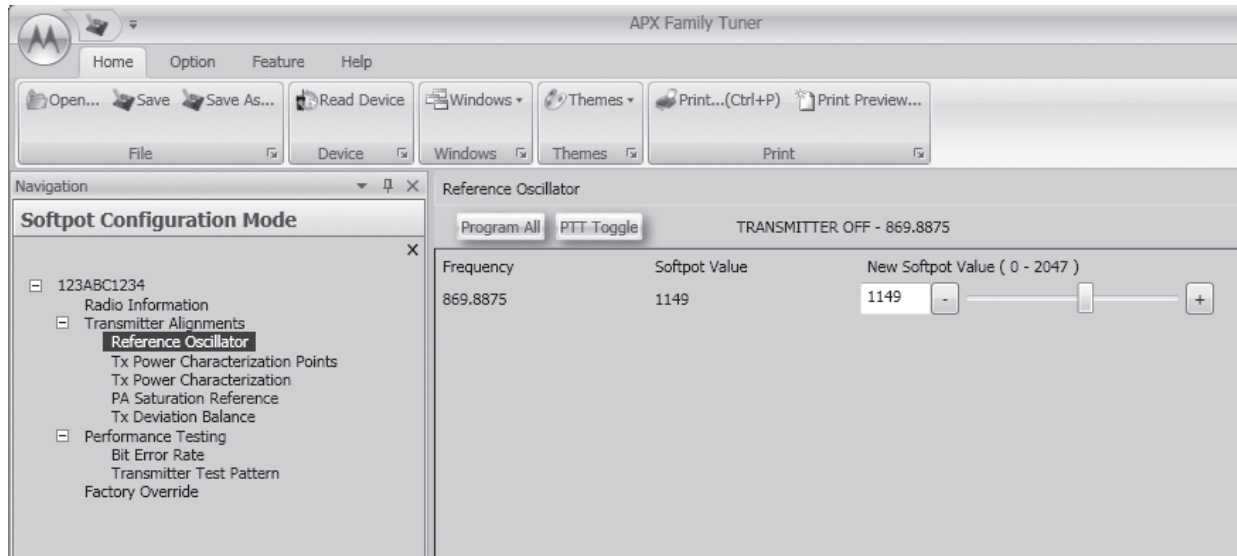 APX Family Tuner
Home Option Feature Help
Open... Save Save As... Read Device Windows Themes Print...(Ctrl+P) Print Preview...
File Device Windows Themes Print
Navigation
Softpot Configuration Mode
123ABC1234
Radio Information
Transmitter Alignments
Reference Oscillator
Tx Power Characterization Points
Tx Power Characterization
PA Saturation Reference
Tx Deviation Balance
Performance Testing
Bit Error Rate
Transmitter Test Pattern
Factory Override
Reference Oscillator
Program All PTT Toggle TRANSMITTER OFF - 869.8875
Frequency Softpot Value New Softpot Value ( 0 - 2047 )
869.8875 1149 1149 - +